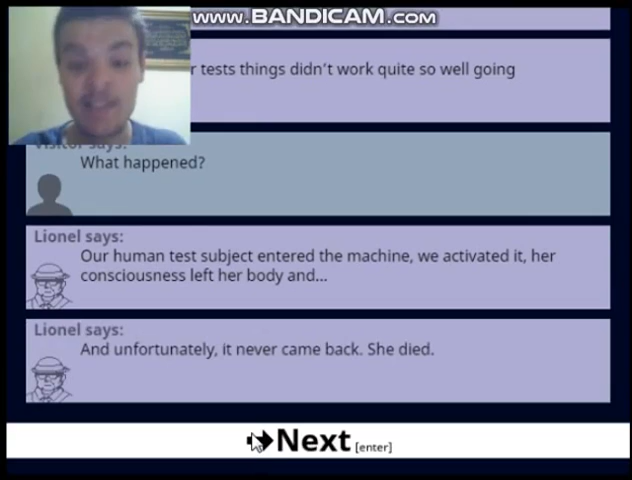 www.BANDICAM.com
r tests things didn't work quite so well going
Visitor says:
What happened?
Lionel says:
Our human test subject entered the machine, we activated it, her
consciousness left her body and...
Lionel says:
And unfortunately, it never came back. She died.
Next [enter]